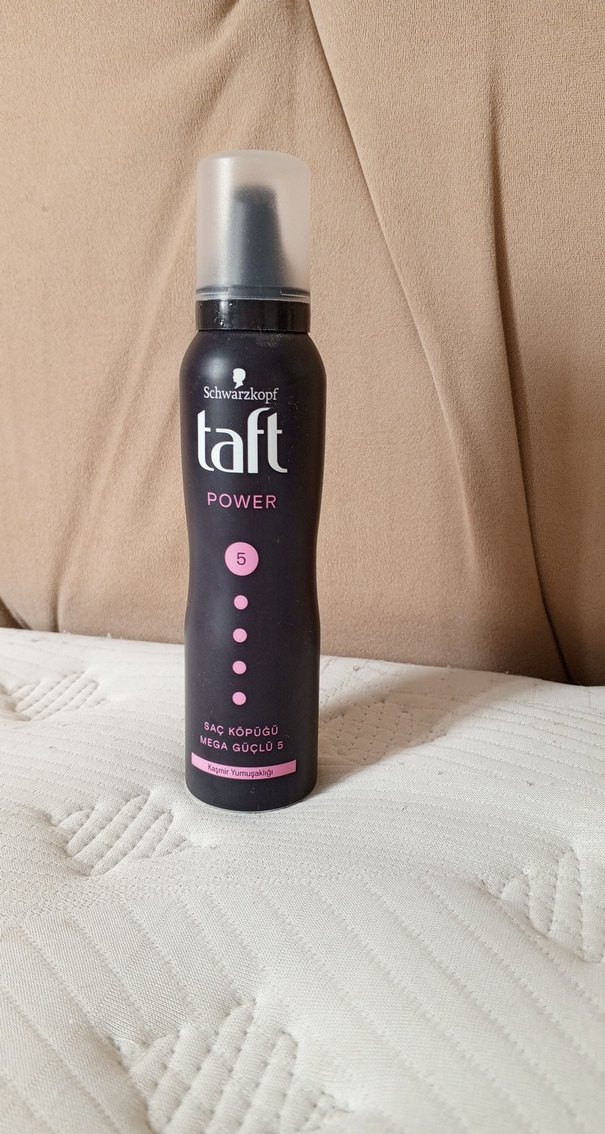 Schwarzkopf
taft
POWER
5
SAÇ KÖPÜĞÜ
MEGA GÜÇLÜ 5
Kaşmir Yumuşaklığı